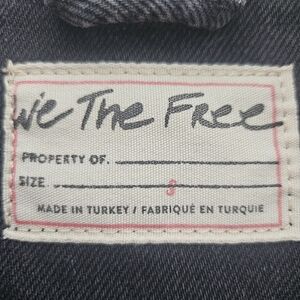 We The Free
PROPERTY OF.
SIZE S
MADE IN TURKEY / FABRIQUÉ EN TURQUIE